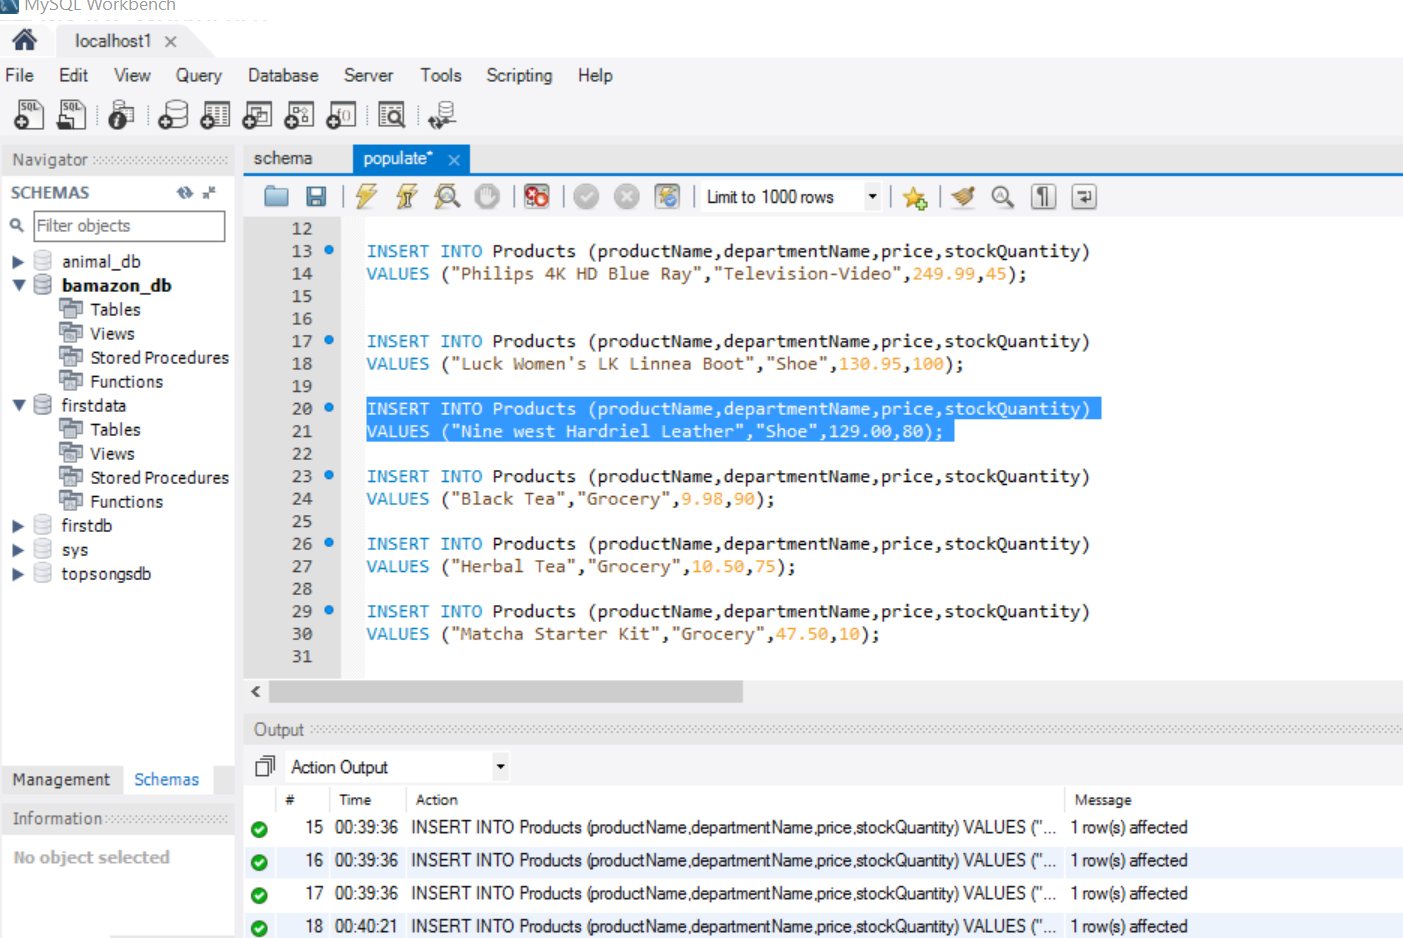 MySQL Workbench
localhost1
File Edit View Query Database Server Tools Scripting Help
Navigator
SCHEMAS
Filter objects
animal_db
bamazon_db
Tables
Views
Stored Procedures
Functions
firstdata
Tables
Views
Stored Procedures
Functions
firstdb
sys
topsongsdb
Management Schemas
Information
No object selected
schema populate*
Limit to 1000 rows
12
13 INSERT INTO Products (productName,departmentName,price,stockQuantity)
14 VALUES ("Philips 4K HD Blue Ray","Television-Video",249.99,45);
15
16
17 INSERT INTO Products (productName,departmentName,price,stockQuantity)
18 VALUES ("Luck Women's LK Linnea Boot","Shoe",130.95,100);
19
20 INSERT INTO Products (productName,departmentName,price,stockQuantity)
21 VALUES ("Nine west Hardriel Leather","Shoe",129.00,80);
22
23 INSERT INTO Products (productName,departmentName,price,stockQuantity)
24 VALUES ("Black Tea","Grocery",9.98,90);
25
26 INSERT INTO Products (productName,departmentName,price,stockQuantity)
27 VALUES ("Herbal Tea","Grocery",10.50,75);
28
29 INSERT INTO Products (productName,departmentName,price,stockQuantity)
30 VALUES ("Matcha Starter Kit","Grocery",47.50,10);
31
Output
Action Output
# Time Action Message
15 00:39:36 INSERT INTO Products (productName,departmentName,price,stockQuantity) VALUES ("... 1 row(s) affected
16 00:39:36 INSERT INTO Products (productName,departmentName,price,stockQuantity) VALUES ("... 1 row(s) affected
17 00:39:36 INSERT INTO Products (productName,departmentName,price,stockQuantity) VALUES ("... 1 row(s) affected
18 00:40:21 INSERT INTO Products (productName,departmentName,price,stockQuantity) VALUES ("... 1 row(s) affected